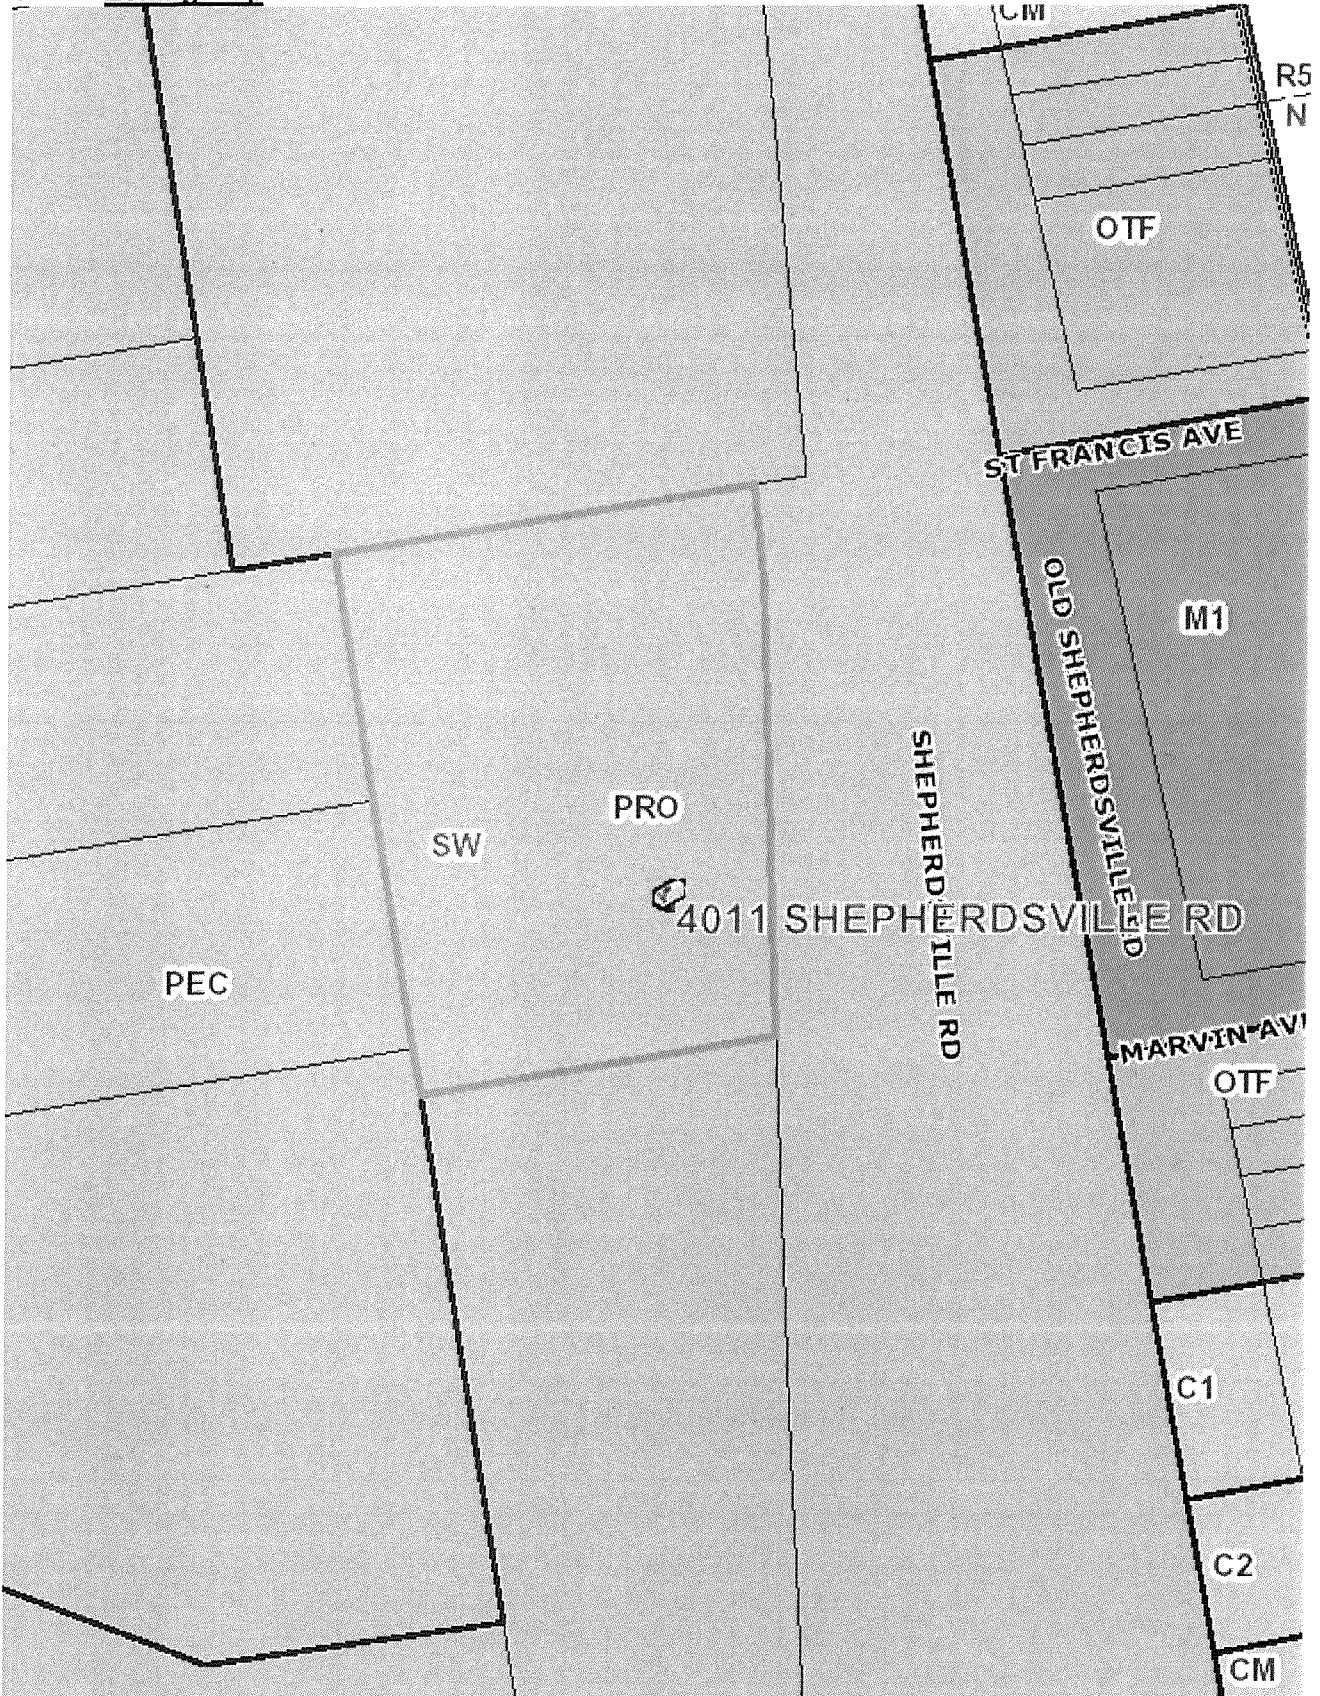 CM
R5
N
OTF
ST FRANCIS AVE
OLD SHEPHERDSVILLE RD
M1
SHEPHERDSVILLE RD
PRO
SW
4011 SHEPHERDSVILLE RD
PEC
MARVIN AV
OTF
C1
C2
CM